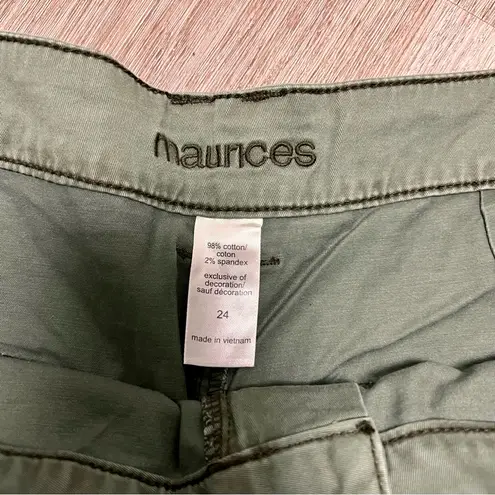 maurices
98% cotton/
coton
2% spandex
exclusive of
decoration/
sauf décoration
24
made in vietnam